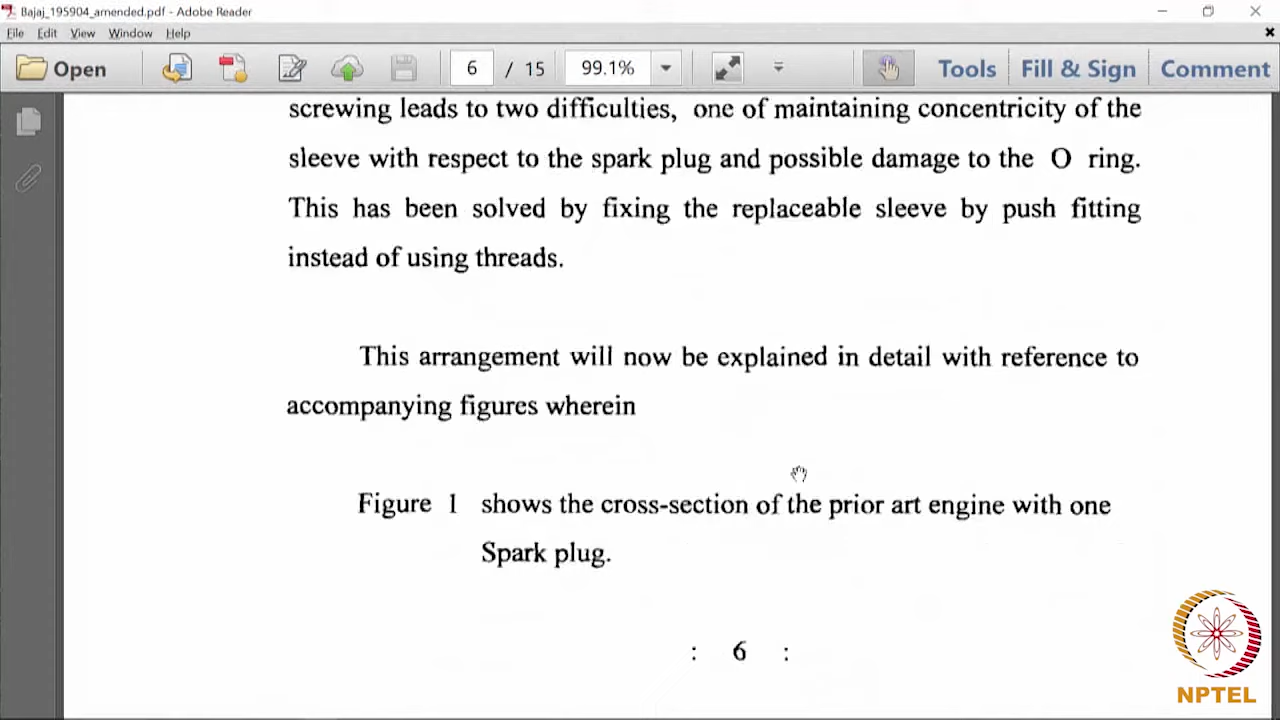 Bajaj_195904_amended.pdf - Adobe Reader
File Edit View Window Help
Open 6 / 15 99.1% Tools Fill & Sign Comment
screwing leads to two difficulties, one of maintaining concentricity of the
sleeve with respect to the spark plug and possible damage to the O ring.
This has been solved by fixing the replaceable sleeve by push fitting
instead of using threads.
This arrangement will now be explained in detail with reference to
accompanying figures wherein
Figure 1 shows the cross-section of the prior art engine with one
Spark plug.
: 6 :
NPTEL